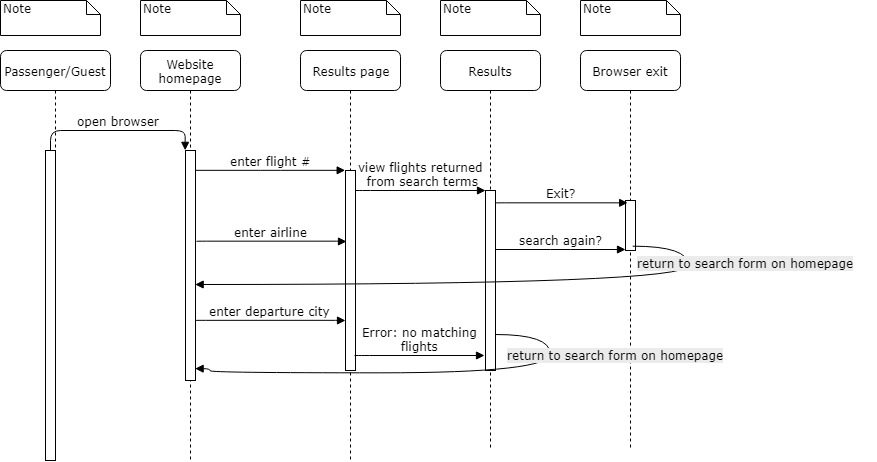 Note
Note
Note
Note
Note
Passenger/Guest
Website
homepage
Results page
Results
Browser exit
open browser
enter flight #
view flights returned
from search terms
Exit?
enter airline
search again?
return to search form on homepage
enter departure city
Error: no matching
flights
return to search form on homepage